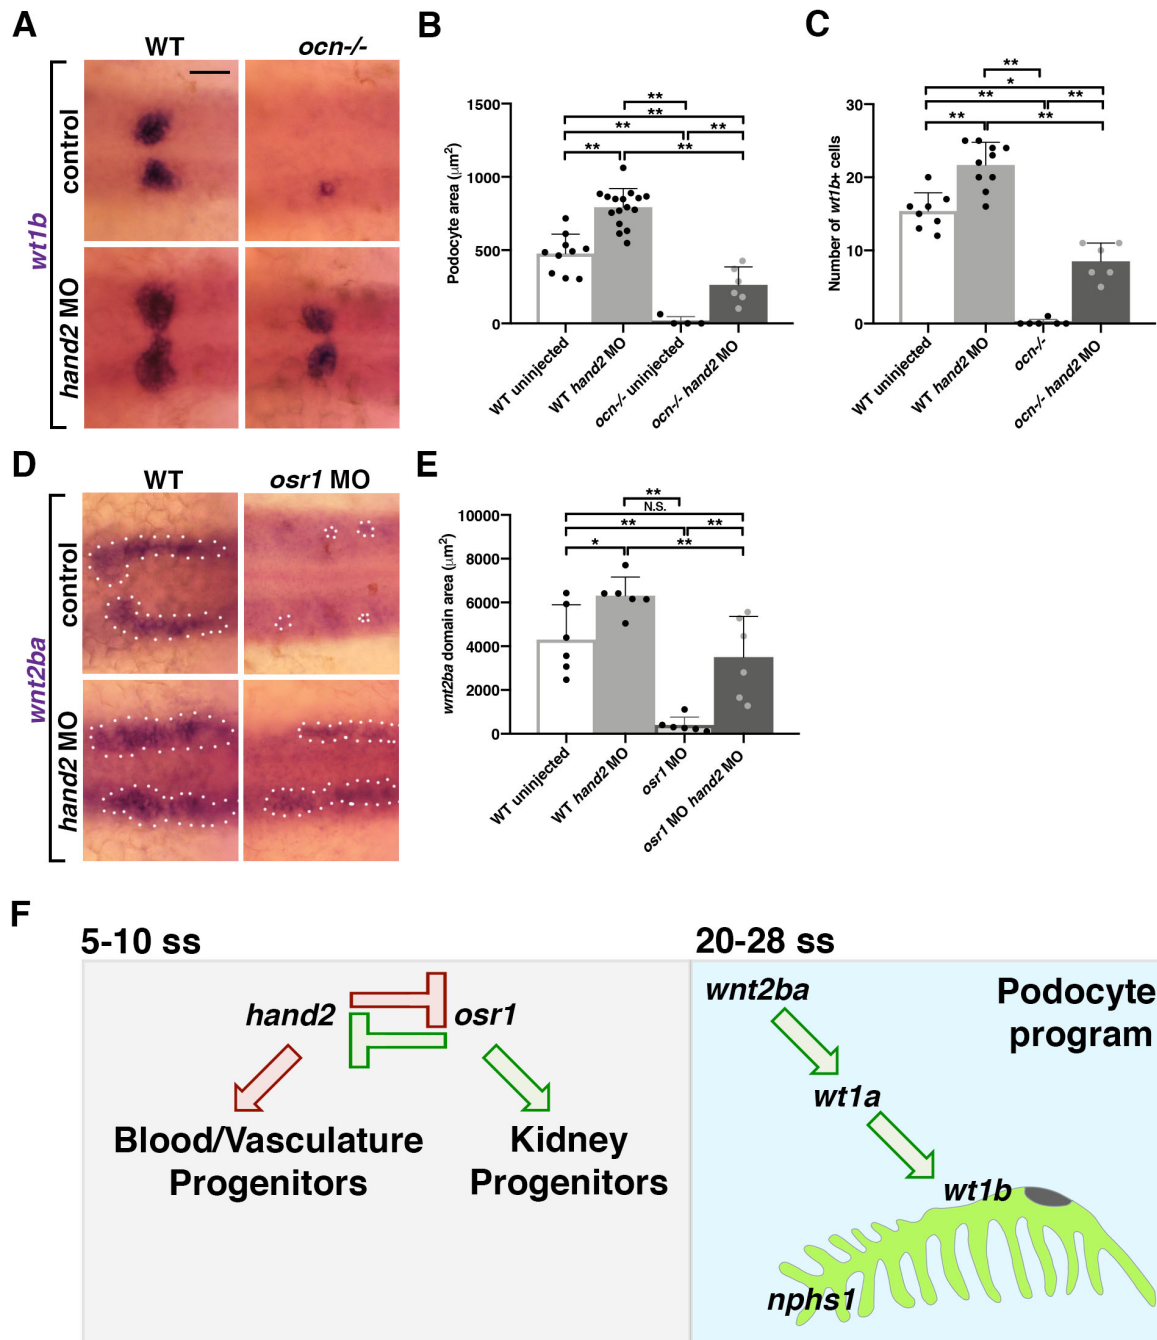 A
WT
ocn-/-
wt1b
control
hand2 MO
B
Podocyte area (μm²)
1500
1000
500
0
**
**
**
**
**
**
WT uninjected
WT hand2 MO
ocn-/- uninjected
ocn-/- hand2 MO
C
Number of wt1b+ cells
30
20
10
0
**
*
**
**
**
**
WT uninjected
WT hand2 MO
ocn-/-
ocn-/- hand2 MO
D
WT
osr1 MO
wnt2ba
control
hand2 MO
E
wnt2ba domain area (μm²)
10000
8000
6000
4000
2000
0
**
N.S.
**
**
*
**
WT uninjected
WT hand2 MO
osr1 MO
osr1 MO hand2 MO
F
5-10 ss
hand2
osr1
Blood/Vasculature
Progenitors
Kidney
Progenitors
20-28 ss
wnt2ba
Podocyte
program
wt1a
wt1b
nphs1